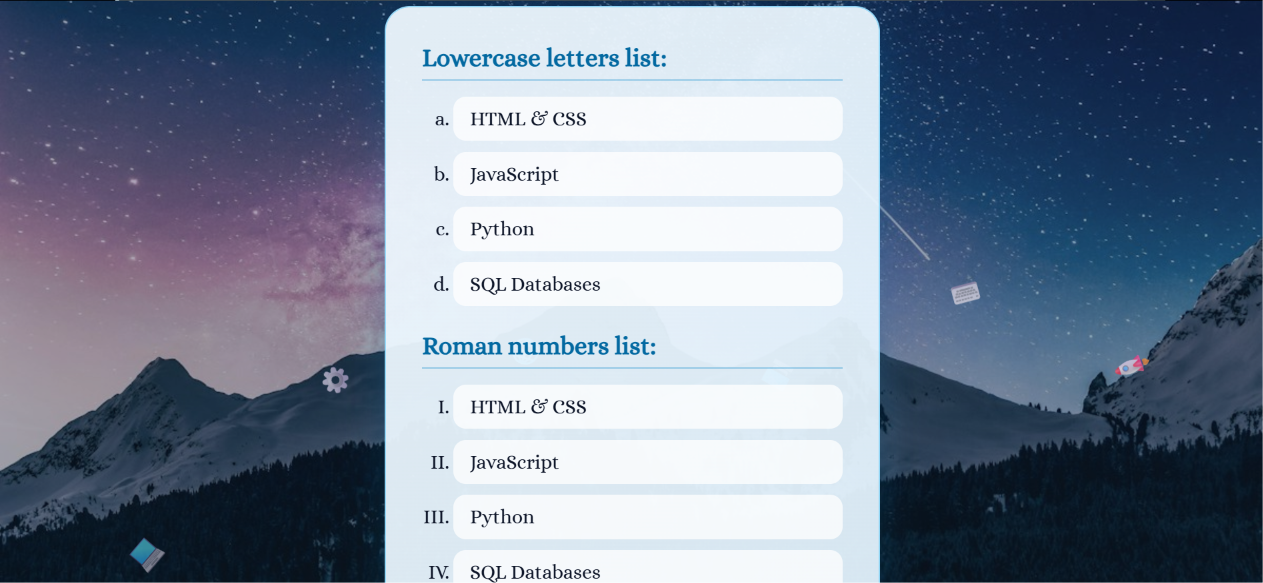 Lowercase letters list:
a. HTML & CSS
b. JavaScript
c. Python
d. SQL Databases
Roman numbers list:
I. HTML & CSS
II. JavaScript
III. Python
IV. SQL Databases